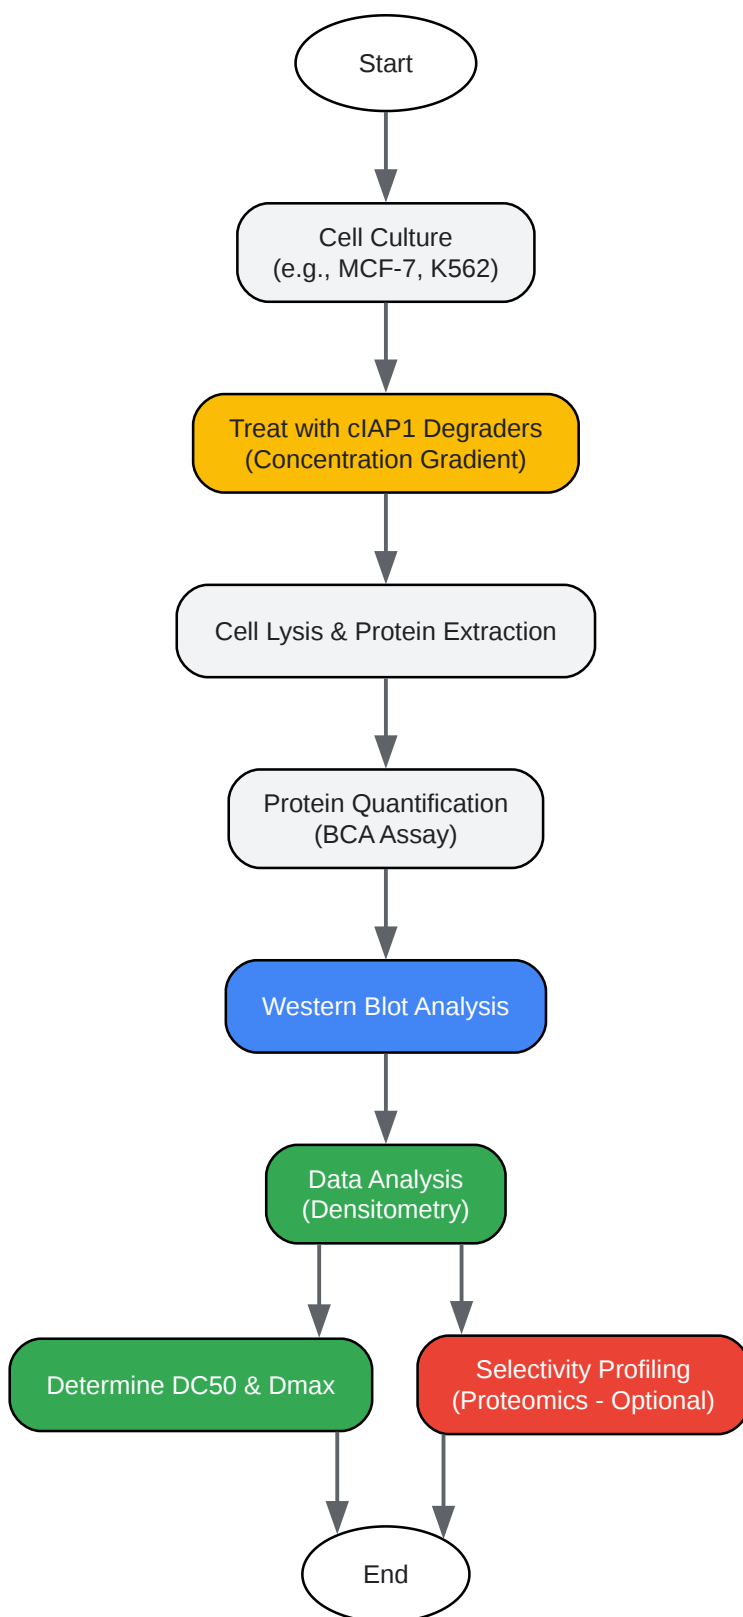 Start
Cell Culture
(e.g., MCF-7, K562)
Treat with cIAP1 Degraders
(Concentration Gradient)
Cell Lysis & Protein Extraction
Protein Quantification
(BCA Assay)
Western Blot Analysis
Data Analysis
(Densitometry)
Determine DC50 & Dmax
Selectivity Profiling
(Proteomics - Optional)
End